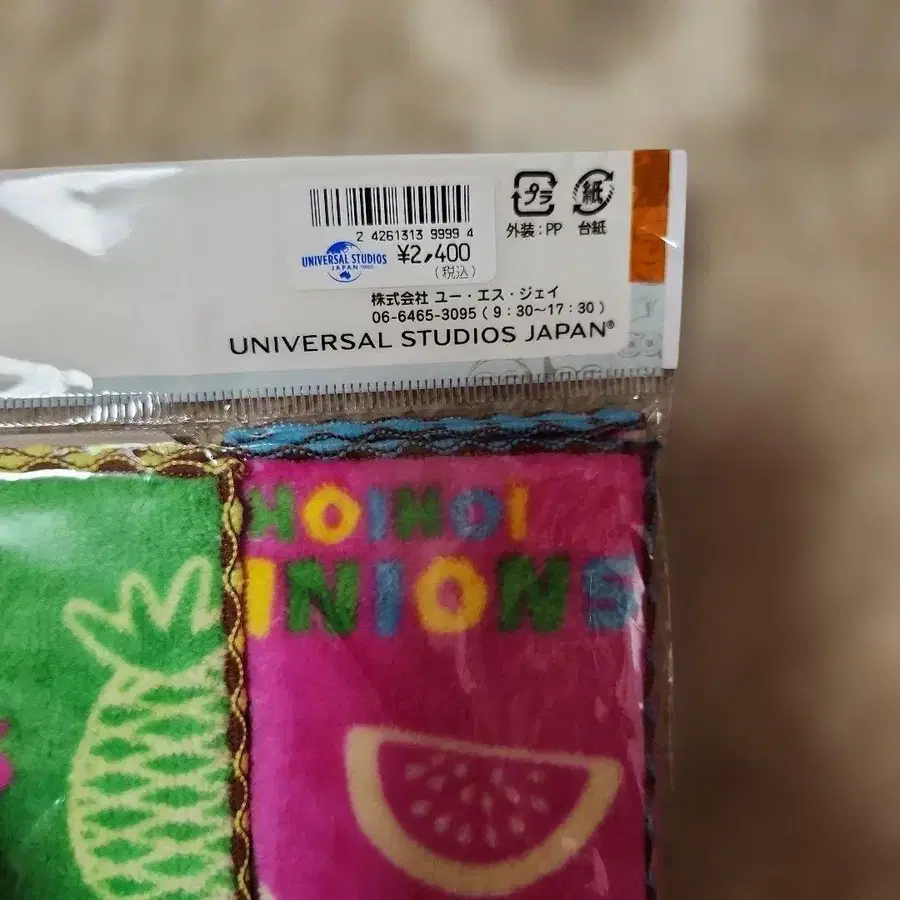 2 4261313 9999 4
UNIVERSAL STUDIOS
JAPAN
¥2,400
(税込)
プラ
外装:PP
紙
台紙
株式会社 ユー・エス・ジェイ
06-6465-3095(9:30~17:30)
UNIVERSAL STUDIOS JAPAN®
HOIHOI
INIONS